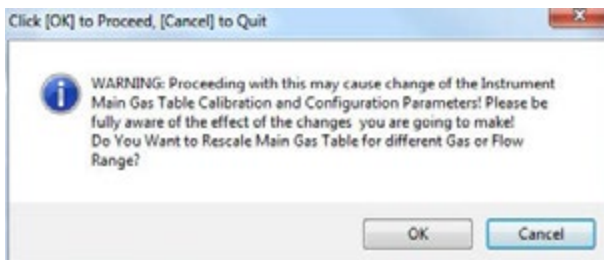 Click [OK] to Proceed, [Cancel] to Quit
WARNING: Proceeding with this may cause change of the Instrument
Main Gas Table Calibration and Configuration Parameters! Please be
fully aware of the effect of the changes you are going to make!
Do You Want to Rescale Main Gas Table for different Gas or Flow
Range?
OK Cancel